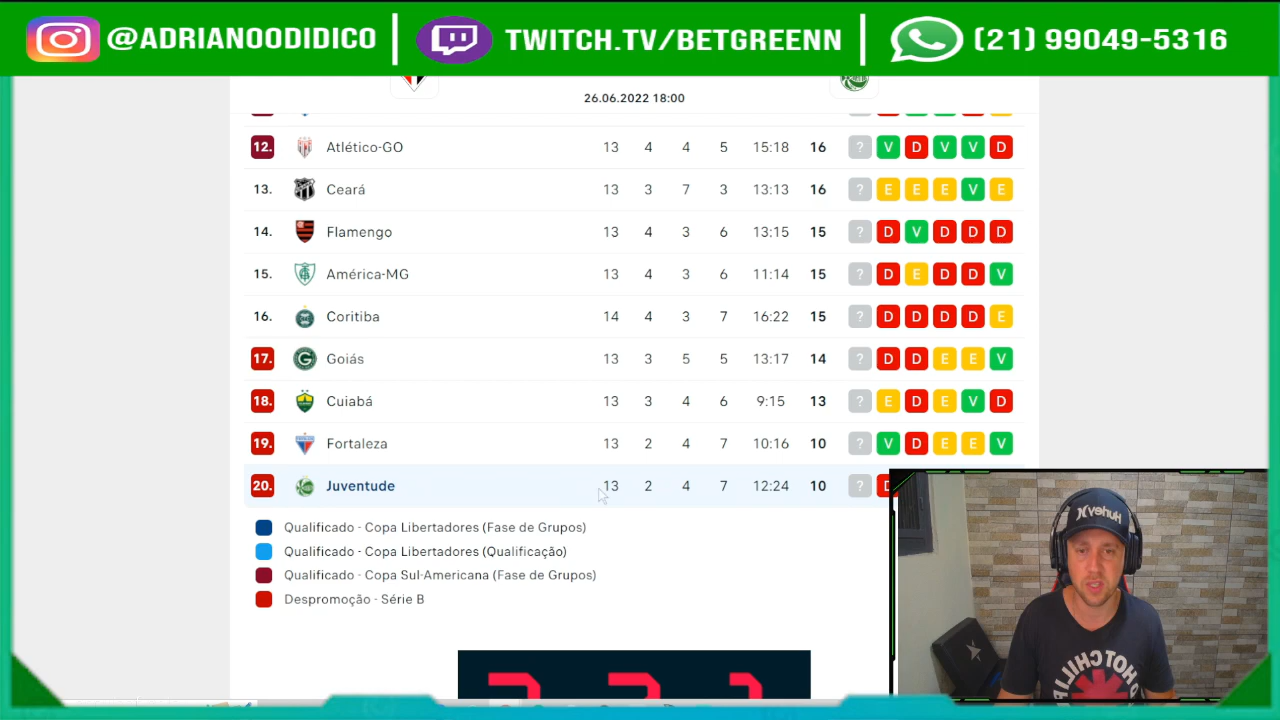 @ADRIANOODIDICO | TWITCH.TV/BETGREENN | (21) 99049-5316
26.06.2022 18:00
12. Atlético-GO 13 4 4 5 15:18 16 ? V D V V D
13. Ceará 13 3 7 3 13:13 16 ? E E E V E
14. Flamengo 13 4 3 6 13:15 15 ? D V D D D
15. América-MG 13 4 3 6 11:14 15 ? D E D D V
16. Coritiba 14 4 3 7 16:22 15 ? D D D D E
17. Goiás 13 3 5 5 13:17 14 ? D D E E V
18. Cuiabá 13 3 4 6 9:15 13 ? E D E V D
19. Fortaleza 13 2 4 7 10:16 10 ? V D E E V
20. Juventude 13 2 4 7 12:24 10 ?
Qualificado - Copa Libertadores (Fase de Grupos)
Qualificado - Copa Libertadores (Qualificação)
Qualificado - Copa Sul-Americana (Fase de Grupos)
Despromoção - Série B
Hurley
HOT CHILI